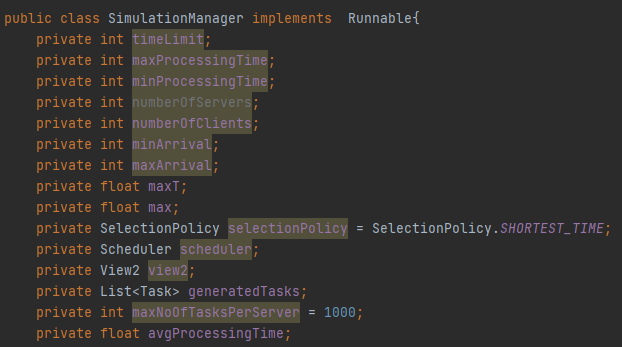 public class SimulationManager implements  Runnable{
    private int timeLimit;
    private int maxProcessingTime;
    private int minProcessingTime;
    private int numberOfServers;
    private int numberOfClients;
    private int minArrival;
    private int maxArrival;
    private float maxT;
    private float max;
    private SelectionPolicy selectionPolicy = SelectionPolicy.SHORTEST_TIME;
    private Scheduler scheduler;
    private View2 view2;
    private List<Task> generatedTasks;
    private int maxNoOfTasksPerServer = 1000;
    private float avgProcessingTime;